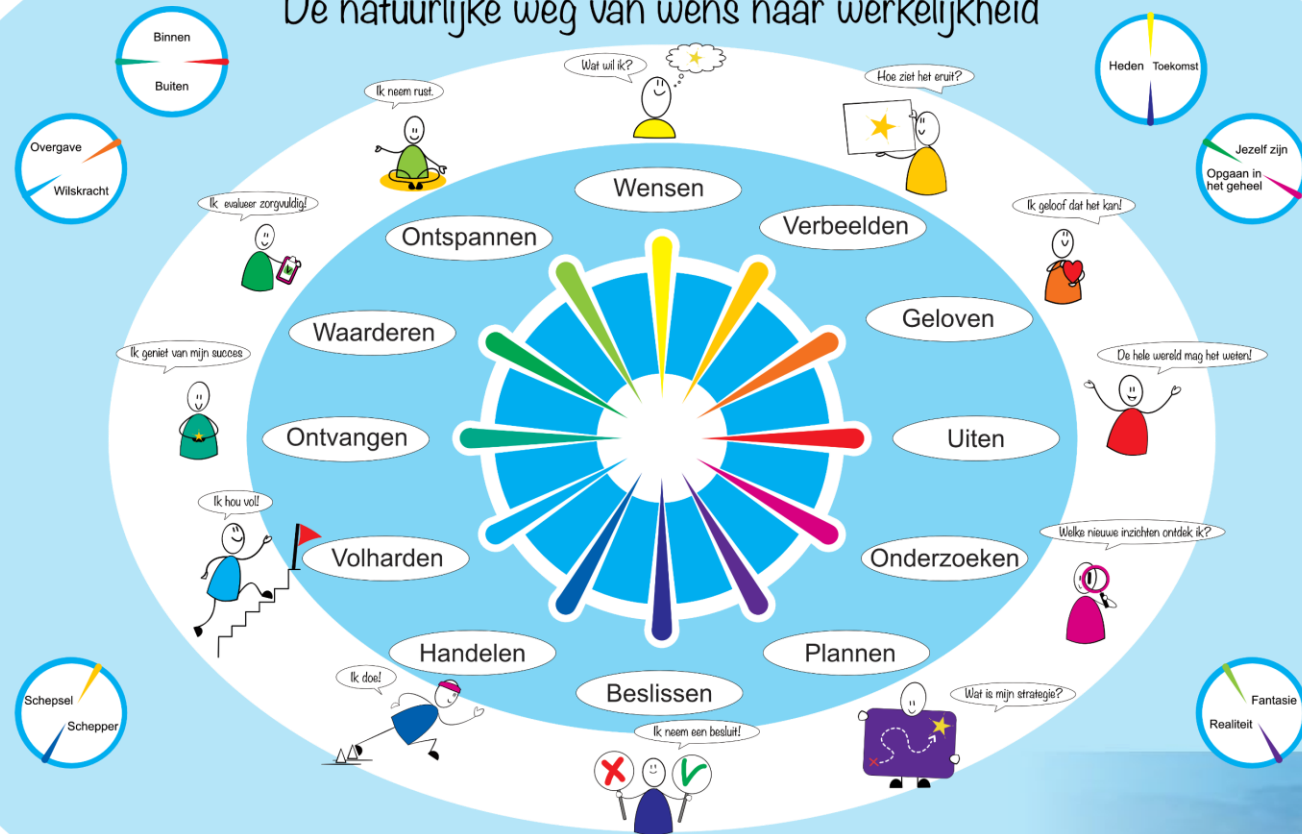 De natuurlijke weg van wens naar werkelijkheid
Binnen
Buiten
Overgave
Wilskracht
Heden Toekomst
Jezelf zijn
Opgaan in
het geheel
Schepsel
Schepper
Fantasie
Realiteit
Wat wil ik?
Wensen
Hoe ziet het eruit?
Verbeelden
Ik geloof dat het kan!
Geloven
De hele wereld mag het weten!
Uiten
Welke nieuwe inzichten ontdek ik?
Onderzoeken
Wat is mijn strategie?
Plannen
Ik neem een besluit!
Beslissen
Ik doe!
Handelen
Ik hou vol!
Volharden
Ik geniet van mijn succes
Ontvangen
Ik evalueer zorgvuldig!
Waarderen
Ik neem rust.
Ontspannen